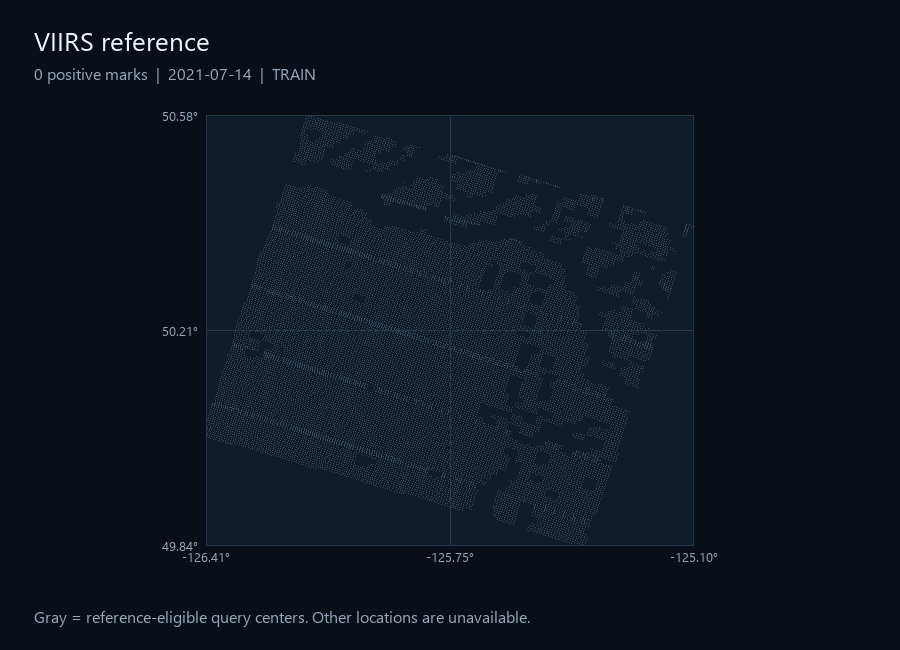 VIIRS reference
0 positive marks | 2021-07-14 | TRAIN
50.58°
50.21°
49.84°
-126.41°
-125.75°
-125.10°
Gray = reference-eligible query centers. Other locations are unavailable.